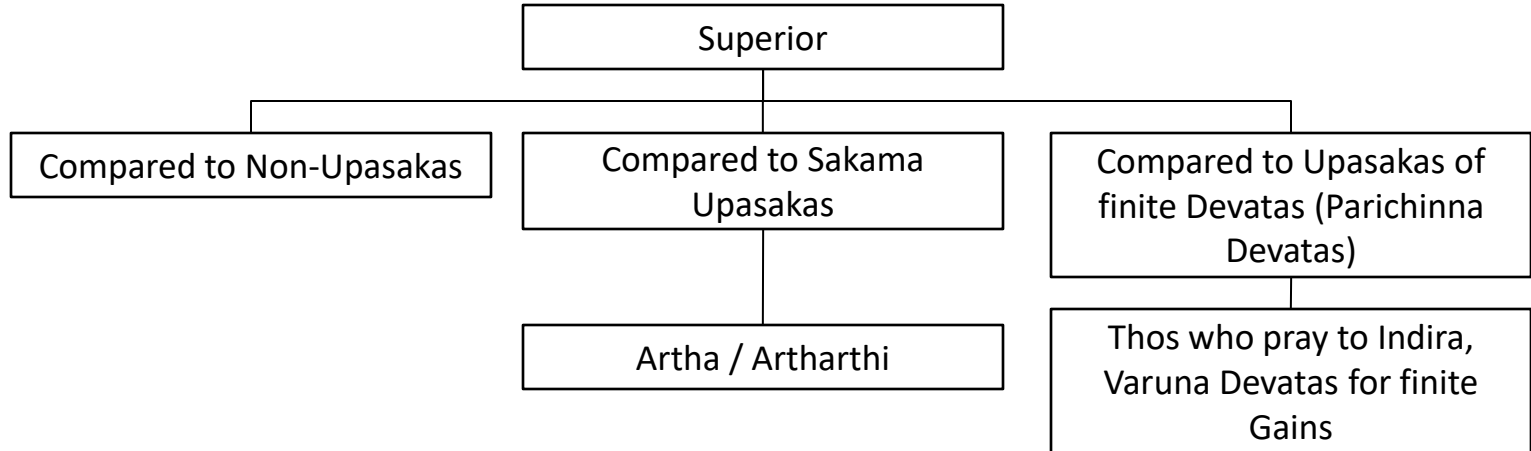 Superior
Compared to Non-Upasakas
Compared to Sakama
Upasakas
Compared to Upasakas of
finite Devatas (Parichinna
Devatas)
Artha / Artharthi
Thos who pray to Indira,
Varuna Devatas for finite
Gains